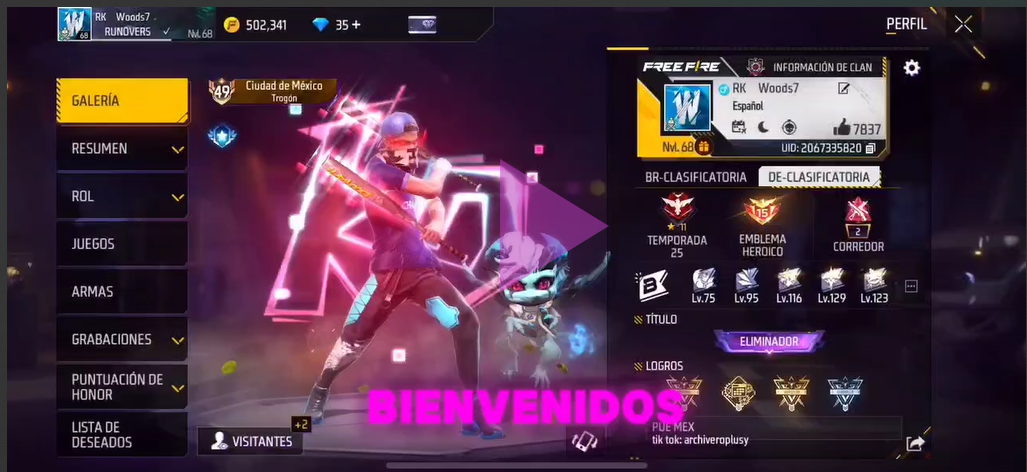 RK Woods7 .
RUNOVERS
68
Nvl.68
502,341
35 +
PERFIL
GALERÍA
RESUMEN
ROL
JUEGOS
ARMAS
GRABACIONES
PUNTUACIÓN DE
HONOR
LISTA DE
DESEADOS
49
Ciudad de México
Trogón
BIENVENIDOS
+2
VISITANTES
FREE FIRE
INFORMACIÓN DE CLAN
RK Woods7
Español
7837
Nvl. 68
UID: 2067335820
BR-CLASIFICATORIA
DE-CLASIFICATORIA
11
TEMPORADA
25
15
EMBLEMA
HEROICO
2
CORREDOR
Lv.75
Lv.95
Lv.116
Lv.129
Lv.123
TÍTULO
ELIMINADOR
LOGROS
PUE MEX
tik tok: archiveroplusy